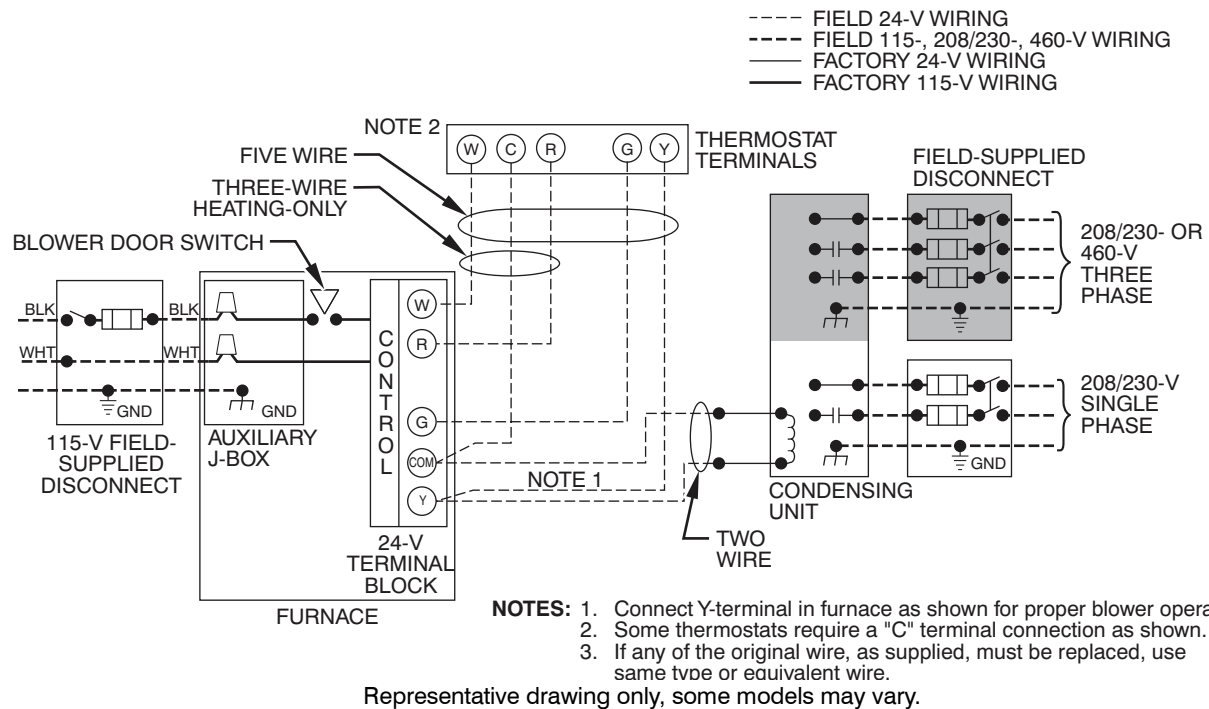 FIELD 24-V WIRING
FIELD 115-, 208/230-, 460-V WIRING
FACTORY 24-V WIRING
FACTORY 115-V WIRING
NOTE 2
W C R G Y
THERMOSTAT
TERMINALS
FIVE WIRE
THREE-WIRE
HEATING-ONLY
BLOWER DOOR SWITCH
FIELD-SUPPLIED
DISCONNECT
208/230- OR
460-V
THREE
PHASE
BLK
BLK
WHT
WHT
GND
GND
115-V FIELD-
SUPPLIED
DISCONNECT
AUXILIARY
J-BOX
CONTROL
W
R
G
COM
Y
24-V
TERMINAL
BLOCK
FURNACE
NOTE 1
TWO
WIRE
CONDENSING
UNIT
208/230-V
SINGLE
PHASE
GND
NOTES: 1. Connect Y-terminal in furnace as shown for proper blower opera
2. Some thermostats require a "C" terminal connection as shown.
3. If any of the original wire, as supplied, must be replaced, use
same type or equivalent wire.
Representative drawing only, some models may vary.